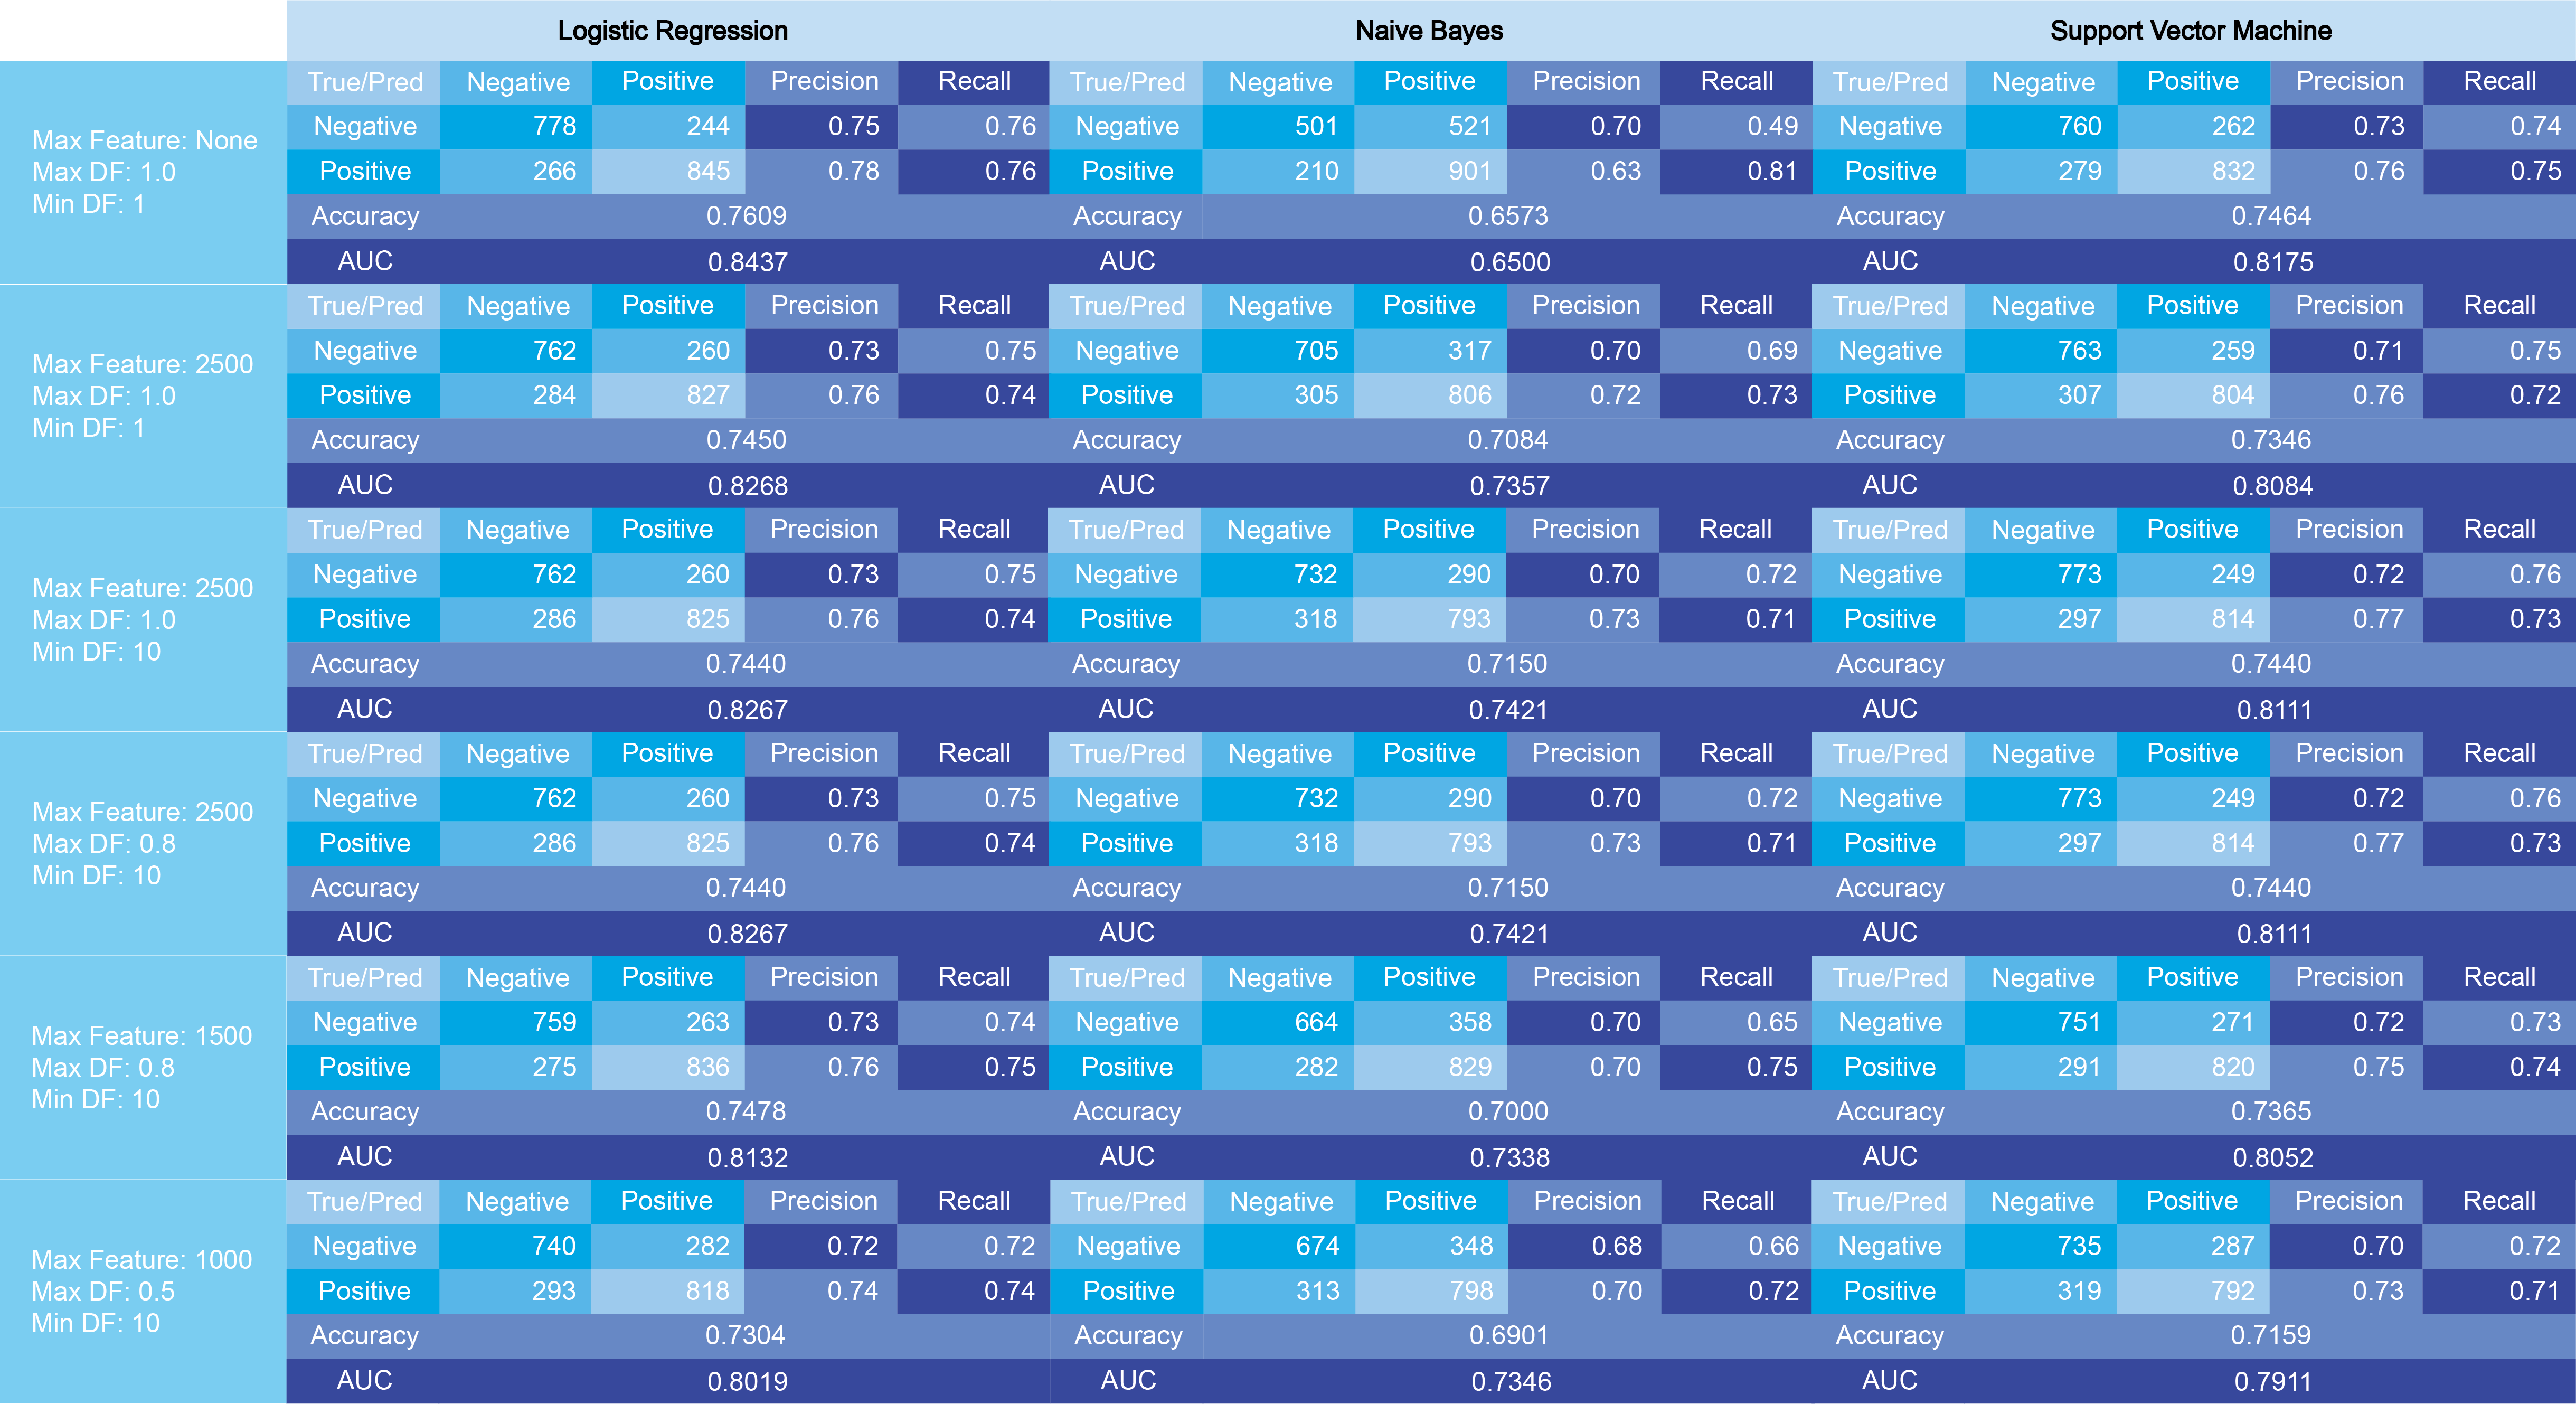 Logistic Regression Naive Bayes Support Vector Machine
True/Pred Negative Positive Precision Recall True/Pred Negative Positive Precision Recall True/Pred Negative Positive Precision Recall
Max Feature: None
Max DF: 1.0
Min DF: 1
Negative 778 244 0.75 0.76 Negative 501 521 0.70 0.49 Negative 760 262 0.73 0.74
Positive 266 845 0.78 0.76 Positive 210 901 0.63 0.81 Positive 279 832 0.76 0.75
Accuracy 0.7609 Accuracy 0.6573 Accuracy 0.7464
AUC 0.8437 AUC 0.6500 AUC 0.8175
True/Pred Negative Positive Precision Recall True/Pred Negative Positive Precision Recall True/Pred Negative Positive Precision Recall
Max Feature: 2500
Max DF: 1.0
Min DF: 1
Negative 762 260 0.73 0.75 Negative 705 317 0.70 0.69 Negative 763 259 0.71 0.75
Positive 284 827 0.76 0.74 Positive 305 806 0.72 0.73 Positive 307 804 0.76 0.72
Accuracy 0.7450 Accuracy 0.7084 Accuracy 0.7346
AUC 0.8268 AUC 0.7357 AUC 0.8084
True/Pred Negative Positive Precision Recall True/Pred Negative Positive Precision Recall True/Pred Negative Positive Precision Recall
Max Feature: 2500
Max DF: 1.0
Min DF: 10
Negative 762 260 0.73 0.75 Negative 732 290 0.70 0.72 Negative 773 249 0.72 0.76
Positive 286 825 0.76 0.74 Positive 318 793 0.73 0.71 Positive 297 814 0.77 0.73
Accuracy 0.7440 Accuracy 0.7150 Accuracy 0.7440
AUC 0.8267 AUC 0.7421 AUC 0.8111
True/Pred Negative Positive Precision Recall True/Pred Negative Positive Precision Recall True/Pred Negative Positive Precision Recall
Max Feature: 2500
Max DF: 0.8
Min DF: 10
Negative 762 260 0.73 0.75 Negative 732 290 0.70 0.72 Negative 773 249 0.72 0.76
Positive 286 825 0.76 0.74 Positive 318 793 0.73 0.71 Positive 297 814 0.77 0.73
Accuracy 0.7440 Accuracy 0.7150 Accuracy 0.7440
AUC 0.8267 AUC 0.7421 AUC 0.8111
True/Pred Negative Positive Precision Recall True/Pred Negative Positive Precision Recall True/Pred Negative Positive Precision Recall
Max Feature: 1500
Max DF: 0.8
Min DF: 10
Negative 759 263 0.73 0.74 Negative 664 358 0.70 0.65 Negative 751 271 0.72 0.73
Positive 275 836 0.76 0.75 Positive 282 829 0.70 0.75 Positive 291 820 0.75 0.74
Accuracy 0.7478 Accuracy 0.7000 Accuracy 0.7365
AUC 0.8132 AUC 0.7338 AUC 0.8052
True/Pred Negative Positive Precision Recall True/Pred Negative Positive Precision Recall True/Pred Negative Positive Precision Recall
Max Feature: 1000
Max DF: 0.5
Min DF: 10
Negative 740 282 0.72 0.72 Negative 674 348 0.68 0.66 Negative 735 287 0.70 0.72
Positive 293 818 0.74 0.74 Positive 313 798 0.70 0.72 Positive 319 792 0.73 0.71
Accuracy 0.7304 Accuracy 0.6901 Accuracy 0.7159
AUC 0.8019 AUC 0.7346 AUC 0.7911